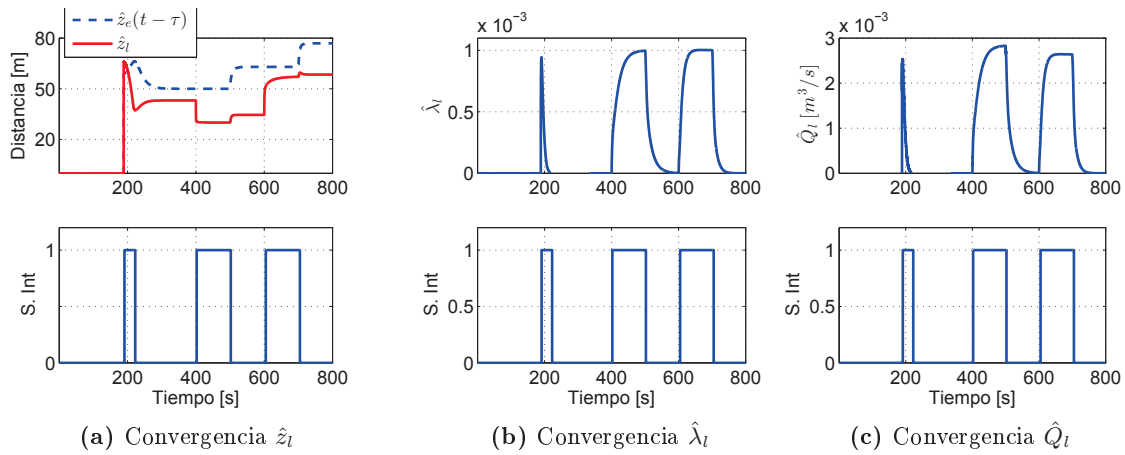 ẑ_e(t − τ)
ẑ_l
Distancia [m]
80
50
20
200 400 600 800
x 10^−3
λ̂_l
1
0.5
0
200 400 600 800
Q̂_l [m^3/s]
3
2
1
0
200 400 600 800
S. Int
1
0
200 400 600 800
Tiempo [s]
S. Int
1
0.5
0
200 400 600 800
Tiempo [s]
S. Int
1
0.5
0
200 400 600 800
Tiempo [s]
x 10^−3
(a) Convergencia ẑ_l
(b) Convergencia λ̂_l
(c) Convergencia Q̂_l